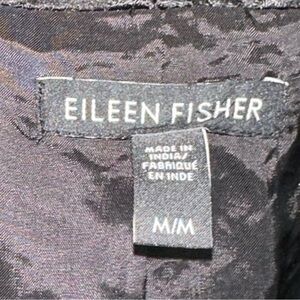 EILEEN FISHER
MADE IN
INDIA/
FABRIQUÉ
EN INDE
M/M